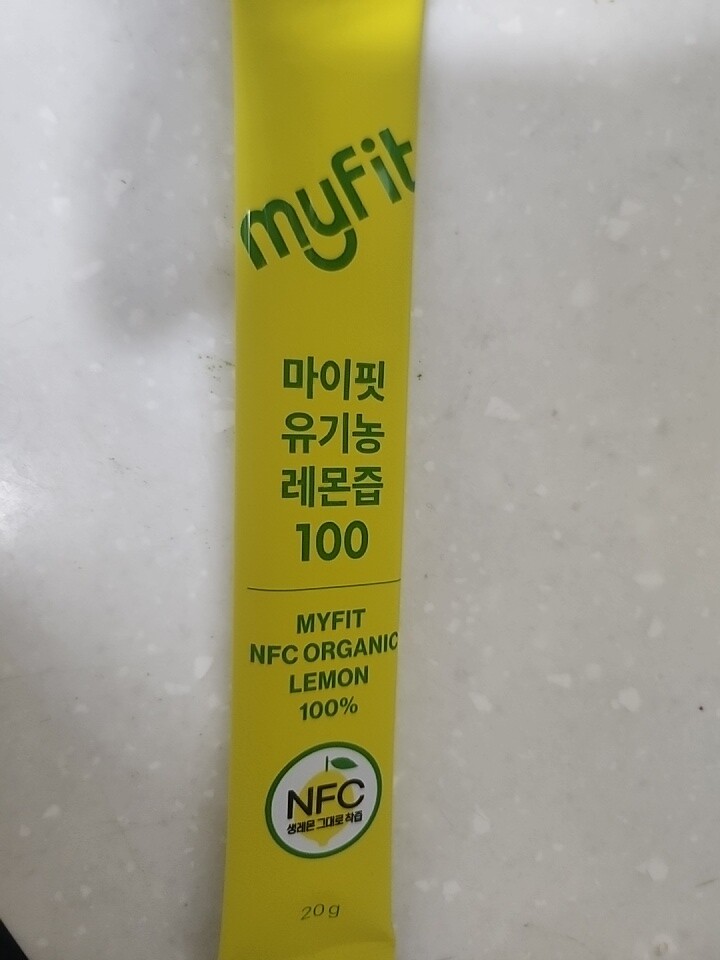 myfit
마이핏
유기농
레몬즙
100
MYFIT
NFC ORGANIC
LEMON
100%
NFC
생레몬 그대로 착즙
20g